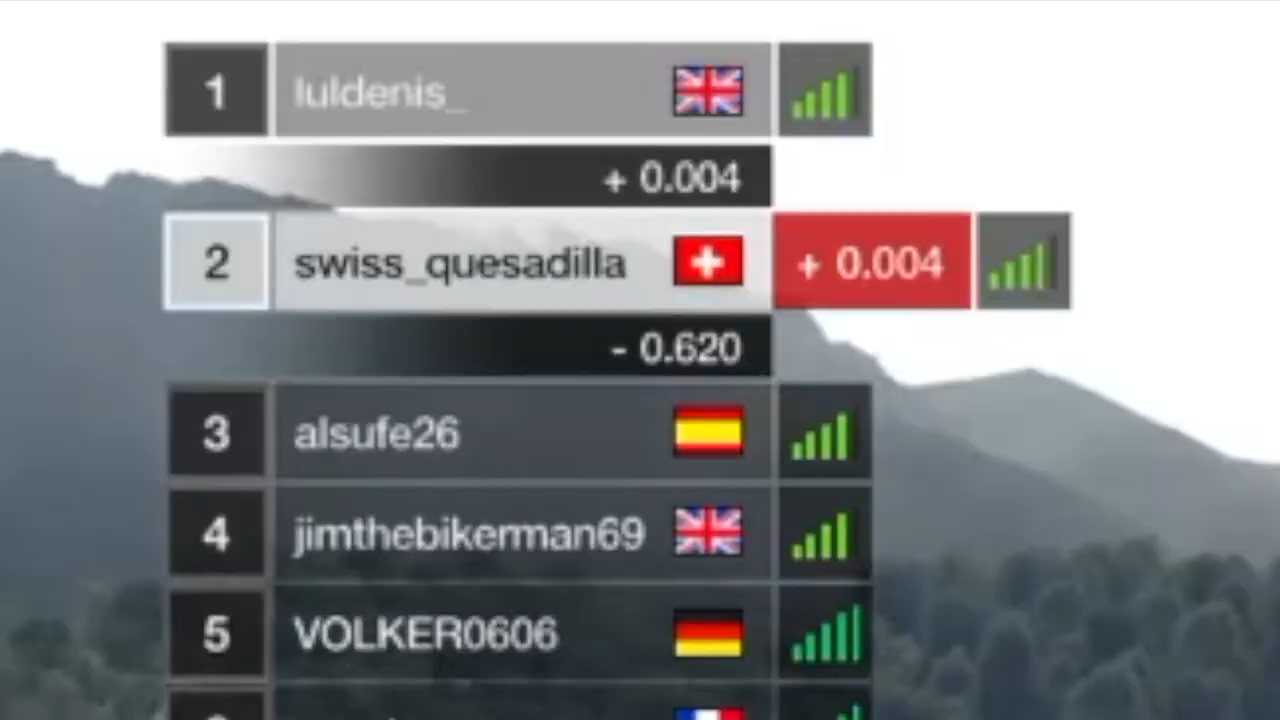 1 luldenis_
+ 0.004
2 swiss_quesadilla + 0.004
- 0.620
3 alsufe26
4 jimthebikerman69
5 VOLKER0606